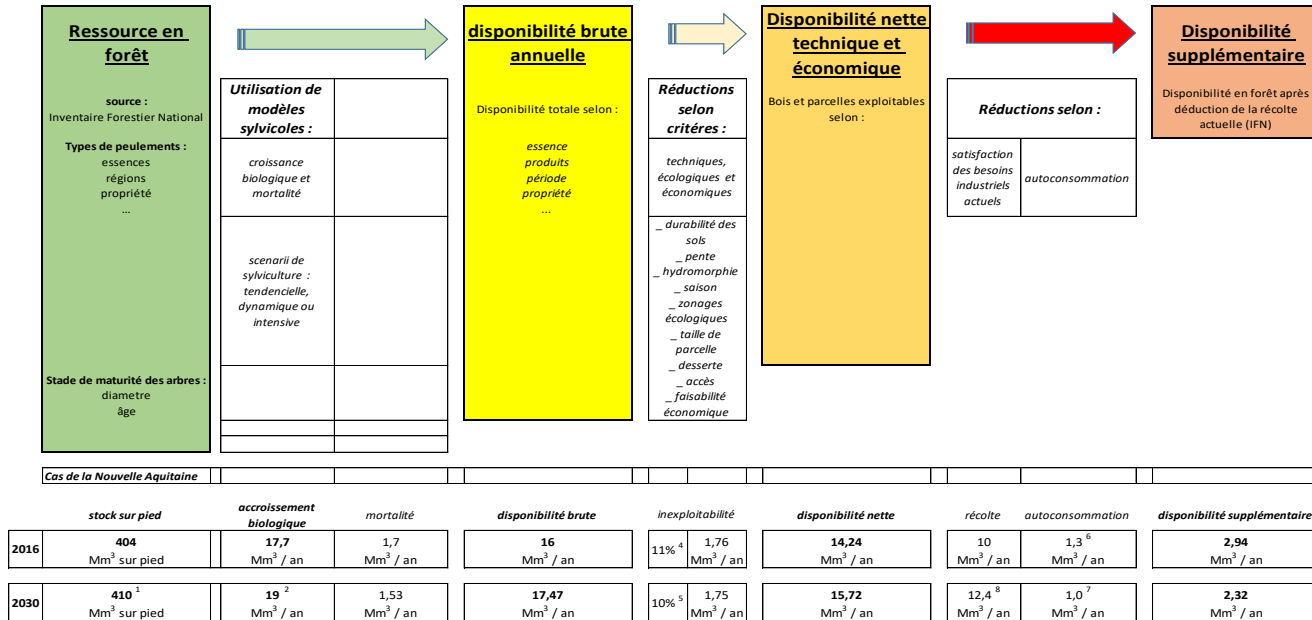 Ressource en
forêt
source :
Inventaire Forestier National
Types de peulements :
essences
régions
propriété
...
Stade de maturité des arbres :
diametre
âge
Utilisation de
modèles
sylvicoles :
croissance
biologique et
mortalité
scenarii de
sylviculture :
tendencielle,
dynamique ou
intensive
disponibilité brute
annuelle
Disponibilité totale selon :
essence
produits
période
propriété
...
Réductions
selon
critéres :
techniques,
écologiques et
économiques
_ durabilité des
sols
_ pente
_ hydromorphie
_ saison
_ zonages
écologiques
_ taille de
parcelle
_ desserte
_ accès
_ faisabilité
économique
Disponibilité nette
technique et
économique
Bois et parcelles exploitables
selon :
Réductions selon :
satisfaction
des besoins
industriels
actuels
autoconsommation
Disponibilité
supplémentaire
Disponibilité en forêt après
déduction de la récolte
actuelle (IFN)
Cas de la Nouvelle Aquitaine
stock sur pied accroissement biologique mortalité disponibilité brute inexploitabilité disponibilité nette récolte autoconsommation disponibilité supplémentaire
2016 404 17,7 1,7 16 11% ⁴ 1,76 14,24 10 1,3 ⁶ 2,94
Mm³ sur pied Mm³ / an Mm³ / an Mm³ / an Mm³ / an Mm³ / an Mm³ / an Mm³ / an Mm³ / an
2030 410 ¹ 19 ² 1,53 17,47 10% ⁵ 1,75 15,72 12,4 ⁸ 1,0 ⁷ 2,32
Mm³ sur pied Mm³ / an Mm³ / an Mm³ / an Mm³ / an Mm³ / an Mm³ / an Mm³ / an Mm³ / an